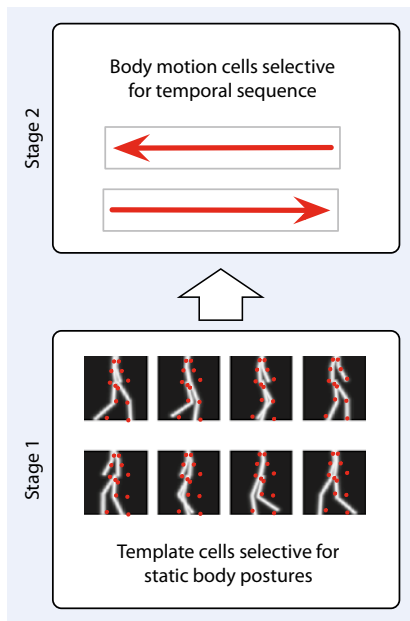 Stage 2
Body motion cells selective
for temporal sequence
Stage 1
Template cells selective for
static body postures